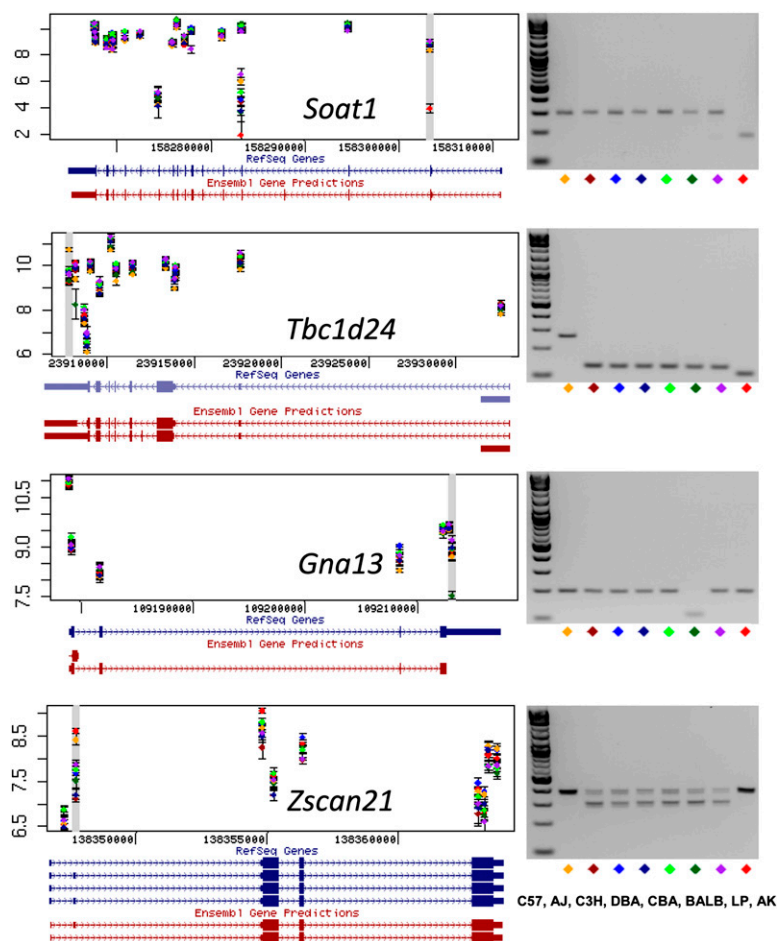 8
6
4
2
Soat1
158280000
158290000
158300000
158310000
RefSeq Genes
Ensembl Gene Predictions
10
8
6
Tbc1d24
23910000
23915000
23920000
23925000
23930000
RefSeq Genes
Ensembl Gene Predictions
10.5
9.0
7.5
Gna13
109190000
109200000
109210000
RefSeq Genes
Ensembl Gene Predictions
8.5
7.5
6.5
Zscan21
138350000
138355000
138360000
RefSeq Genes
Ensembl Gene Predictions
C57, AJ, C3H, DBA, CBA, BALB, LP, AK